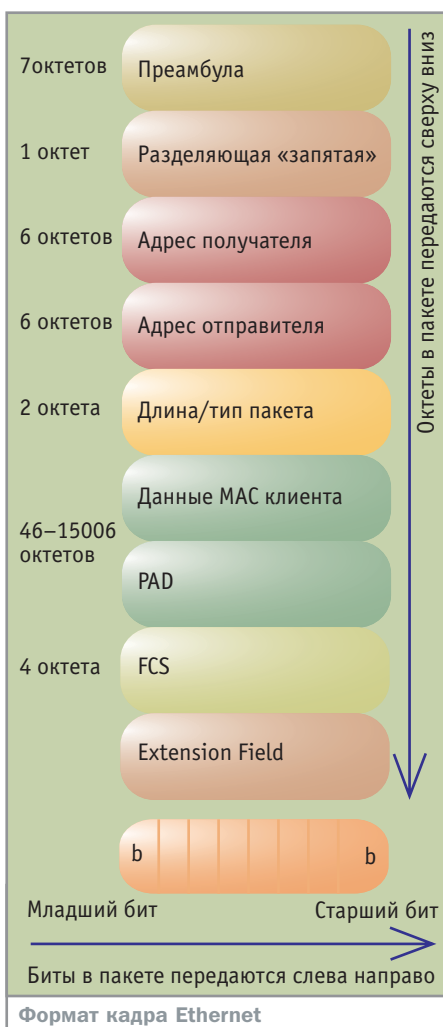 7октетов
Преамбула
1 октет
Разделяющая «запятая»
6 октетов
Адрес получателя
6 октетов
Адрес отправителя
2 октета
Длина/тип пакета
Данные MAC клиента
46–15006
октетов
PAD
4 октета
FCS
Extension Field
Октеты в пакете передаются сверху вниз
b
b
Младший бит
Старший бит
Биты в пакете передаются слева направо
Формат кадра Ethernet